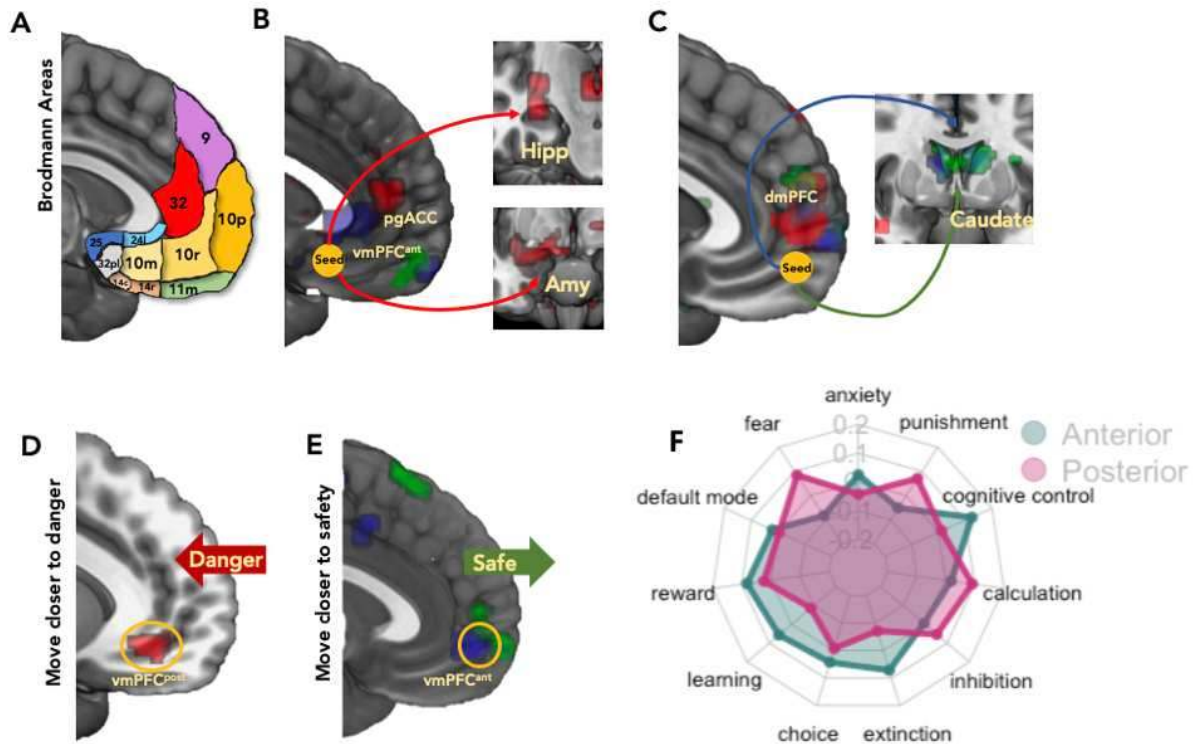 A
Brodmann Areas
9
32
10p
25
24l
10r
10m
32pl
14c
14r
11m
B
Hipp
pgACC
vmPFCant
Seed
Amy
C
dmPFC
Caudate
Seed
D
Move closer to danger
Danger
vmPFCpost
E
Move closer to safety
Safe
vmPFCant
F
anxiety
fear
punishment
Anterior
Posterior
default mode
cognitive control
0.2
0.1
0
-0.1
-0.2
reward
calculation
learning
inhibition
choice
extinction